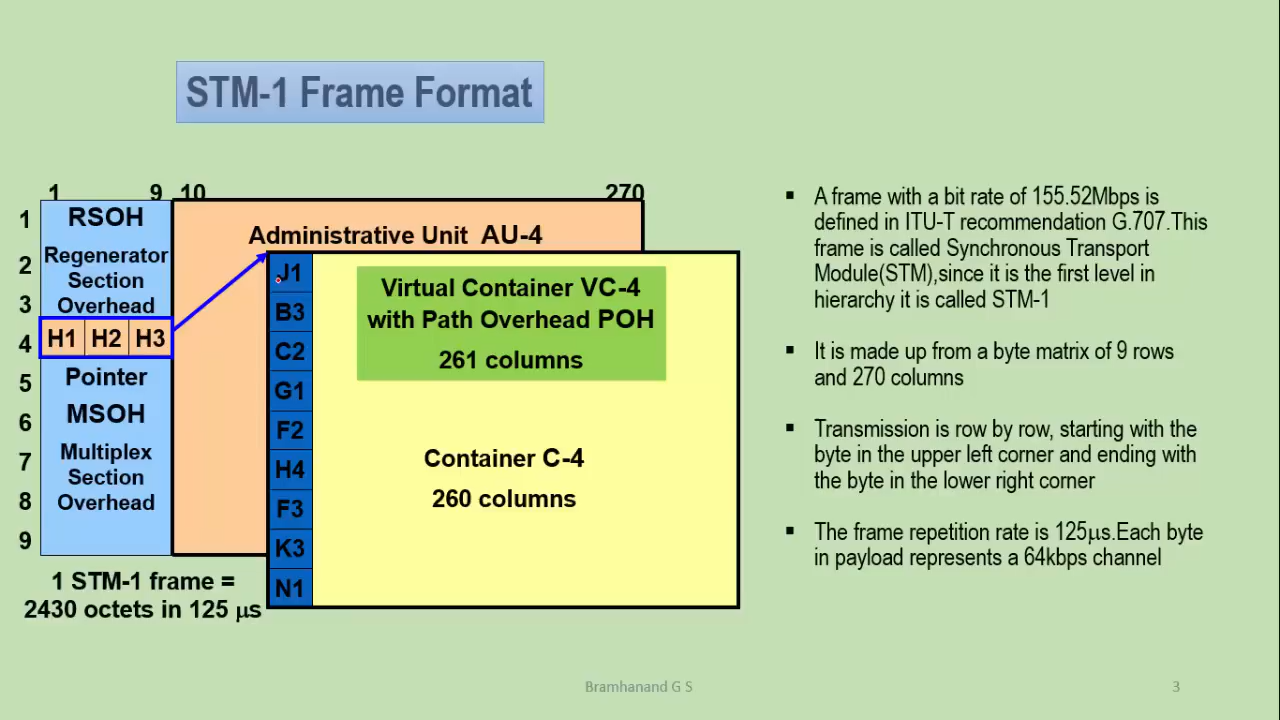 STM-1 Frame Format
1 9 10 270
1
2
3
4
5
6
7
8
9
RSOH
Regenerator
Section
Overhead
H1 H2 H3
Pointer
MSOH
Multiplex
Section
Overhead
1 STM-1 frame =
2430 octets in 125 μs
Administrative Unit AU-4
J1
B3
C2
G1
F2
H4
F3
K3
N1
Virtual Container VC-4
with Path Overhead POH
261 columns
Container C-4
260 columns
▪ A frame with a bit rate of 155.52Mbps is
defined in ITU-T recommendation G.707.This
frame is called Synchronous Transport
Module(STM),since it is the first level in
hierarchy it is called STM-1
▪ It is made up from a byte matrix of 9 rows
and 270 columns
▪ Transmission is row by row, starting with the
byte in the upper left corner and ending with
the byte in the lower right corner
▪ The frame repetition rate is 125μs.Each byte
in payload represents a 64kbps channel
Bramhanand G S
3